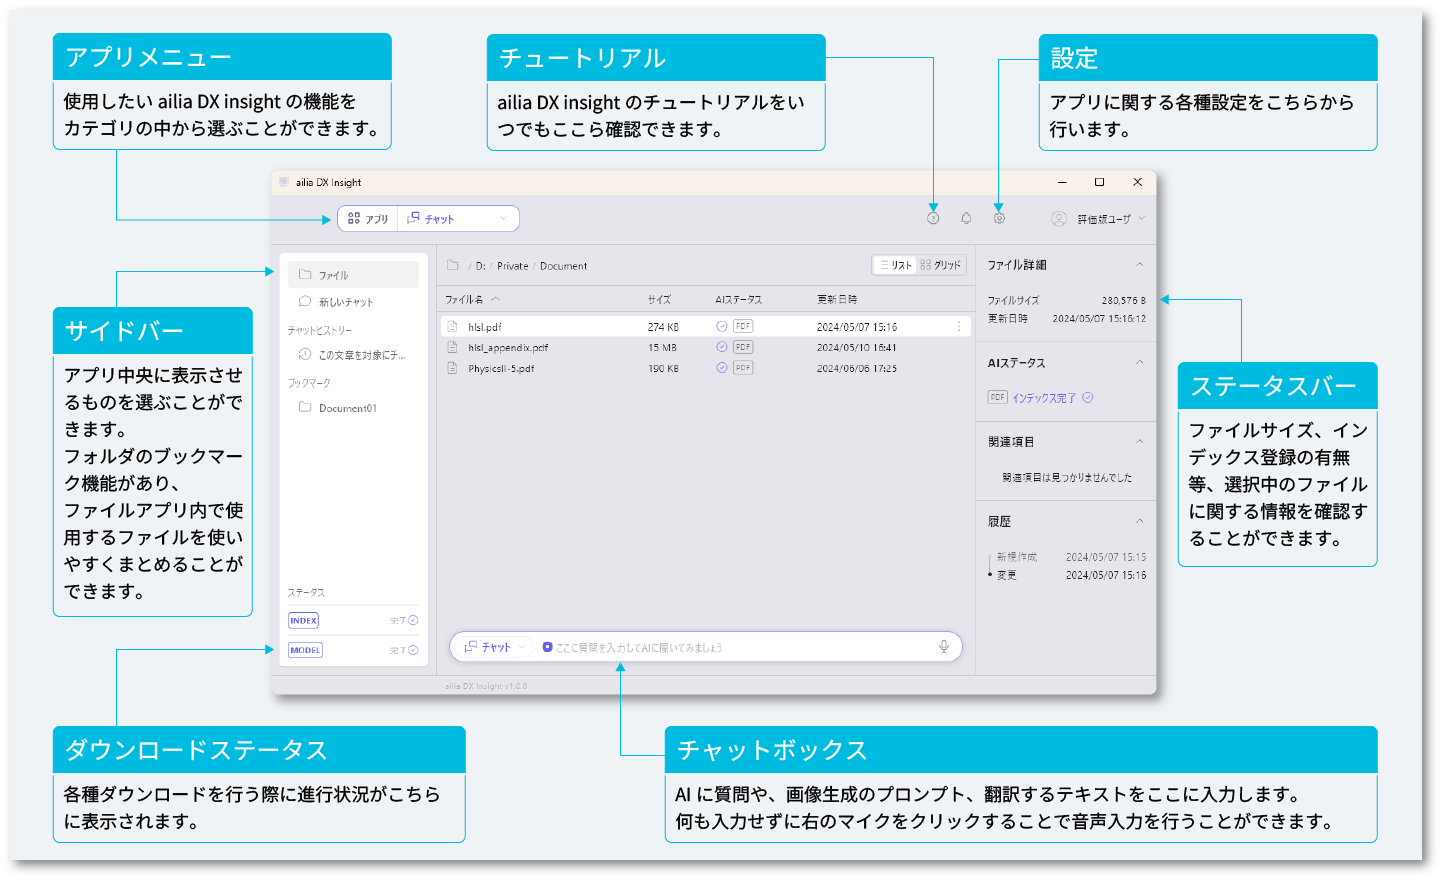 アプリメニュー
使用したい ailia DX insight の機能を
カテゴリの中から選ぶことができます。
チュートリアル
ailia DX insight のチュートリアルをい
つでもここら確認できます。
設定
アプリに関する各種設定をこちらから
行います。
ailia DX Insight
アプリ
チャット
評価版ユーザ
サイドバー
アプリ中央に表示させ
るものを選ぶことがで
きます。
フォルダのブックマー
ク機能があり、
ファイルアプリ内で使
用するファイルを使い
やすくまとめることが
できます。
ファイル
新しいチャット
チャットヒストリー
この文章を対象にチ...
ブックマーク
Document01
ステータス
INDEX 完了
MODEL 完了
/ D: / Private / Document
リスト グリッド
ファイル名 サイズ AIステータス 更新日時
hlsl.pdf 274 KB PDF 2024/05/07 15:16
hlsl_appendix.pdf 15 MB PDF 2024/05/10 16:41
PhysicsII-5.pdf 190 KB PDF 2024/06/06 17:25
チャット ここに質問を入力してAIに聞いてみましょう
ailia DX Insight v1.0.0
ファイル詳細
ファイルサイズ 280,576 B
更新日時 2024/05/07 15:16:12
AIステータス
PDF インデックス完了
関連項目
関連項目は見つかりませんでした
履歴
新規作成 2024/05/07 15:15
変更 2024/05/07 15:16
ステータスバー
ファイルサイズ、イン
デックス登録の有無
等、選択中のファイル
に関する情報を確認す
ることができます。
ダウンロードステータス
各種ダウンロードを行う際に進行状況がこちら
に表示されます。
チャットボックス
AI に質問や、画像生成のプロンプト、翻訳するテキストをここに入力します。
何も入力せずに右のマイクをクリックすることで音声入力を行うことができます。